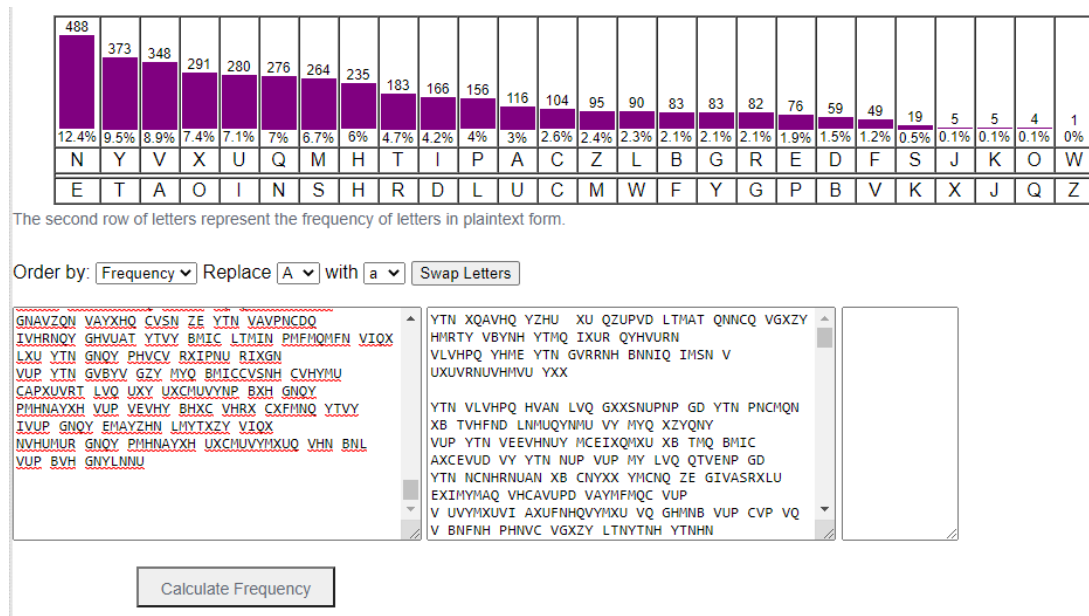 488 373 348 291 280 276 264 235 183 166 156 116 104 95 90 83 83 82 76 59 49 19 5 5 4 1
12.4% 9.5% 8.9% 7.4% 7.1% 7% 6.7% 6% 4.7% 4.2% 4% 3% 2.6% 2.4% 2.3% 2.1% 2.1% 2.1% 1.9% 1.5% 1.2% 0.5% 0.1% 0.1% 0.1% 0%
N Y V X U Q M H T I P A C Z L B G R E D F S J K O W
E T A O I N S H R D L U C M W F Y G P B V K X J Q Z
The second row of letters represent the frequency of letters in plaintext form.
Order by: Frequency Replace A with a Swap Letters
GNAVZQN VAYXHQ CVSN ZE YTN VAVPNCDQ
IVHRNQY GHVUAT YTVY BMIC LTMIN PMFMQMFN VIQX
LXU YTN GNQY PHVCV RXIPNU RIXGN
VUP YTN GVBYV GZY MYQ BMICCVSNH CVHYMU
CAPXUVRT LVQ UXY UXCMUVYNP BXH GNQY
PMHNAYXH VUP VEVHY BHXC VHRX CXFMNQ YTVY
IVUP GNQY EMAYZHN LMYTXZY VIQX
NVHUMUR GNQY PMHNAYXH UXCMUVYMXUQ VHN BNL
VUP BVH GNYLNNU
YTN XQAVHQ YZHU XU QZUPVD LTMAT QNNCQ VGXZY
HMRTY VBYNH YTMQ IXUR QYHVURN
VLVHPQ YHME YTN GVRRNH BNNIQ IMSN V
UXUVRNUVHMVU YXX
YTN VLVHPQ HVAN LVQ GXXSNUPNP GD YTN PNCMQN
XB TVHFND LNMUQYNMU VY MYQ XZYQNY
VUP YTN VEEVHNUY MCEIXQMXU XB TMQ BMIC
AXCEVUD VY YTN NUP VUP MY LVQ QTVENP GD
YTN NCNHRNUAN XB CNYXX YMCNQ ZE GIVASRXLU
EXIMYMAQ VHCAVUPD VAYMFMQC VUP
V UVYMXUVI AXUFNHQVYMXU VQ GHMNB VUP CVP VQ
V BNFNH PHNVC VGXZY LTNYTNH YTNHN
Calculate Frequency